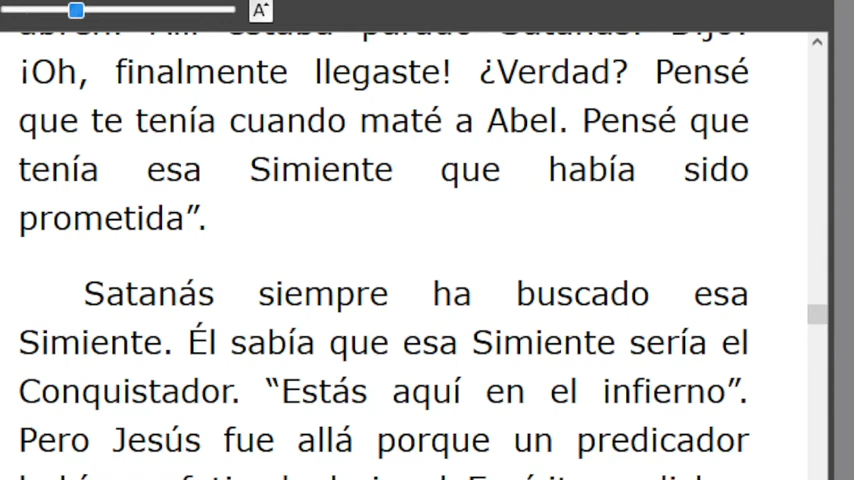 A
¡Oh, finalmente llegaste! ¿Verdad? Pensé
que te tenía cuando maté a Abel. Pensé que
tenía esa Simiente que había sido
prometida”.
Satanás siempre ha buscado esa
Simiente. Él sabía que esa Simiente sería el
Conquistador. “Estás aquí en el infierno”.
Pero Jesús fue allá porque un predicador